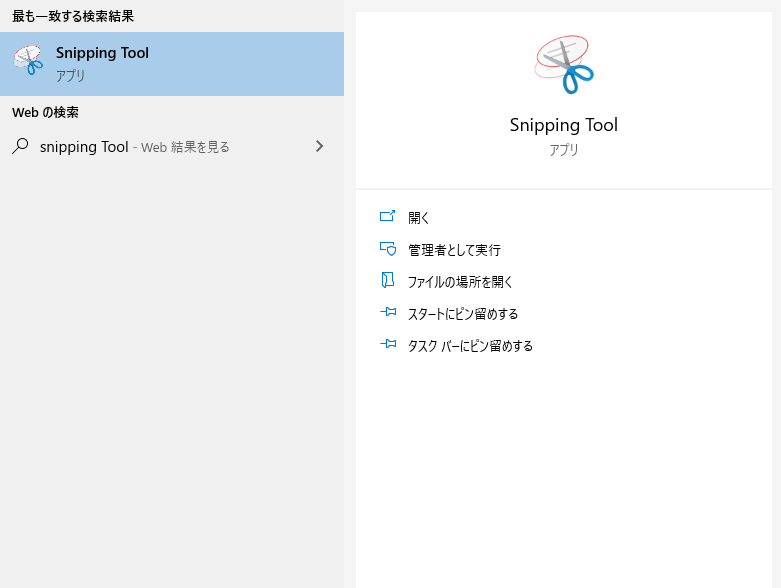 最も一致する検索結果
Snipping Tool
アプリ
Web の検索
snipping Tool - Web 結果を見る
Snipping Tool
アプリ
開く
管理者として実行
ファイルの場所を開く
スタートにピン留めする
タスク バーにピン留めする